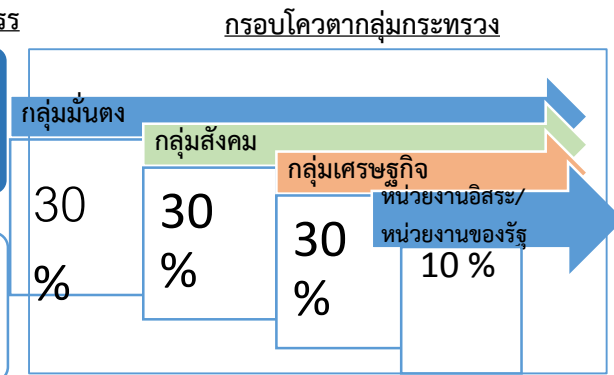 รร
กรอบโควตากลุ่มกระทรวง
กลุ่มมั่นตง
กลุ่มสังคม
กลุ่มเศรษฐกิจ
หน่วยงานอิสระ/
หน่วยงานของรัฐ
30
%
30
%
30
%
10 %